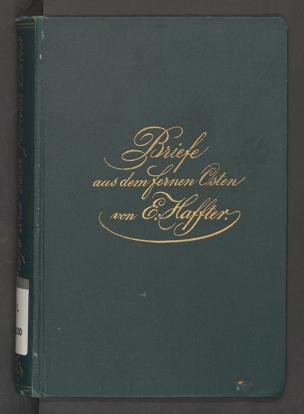 Briefe
aus dem fernen Osten
von E. Haffter.